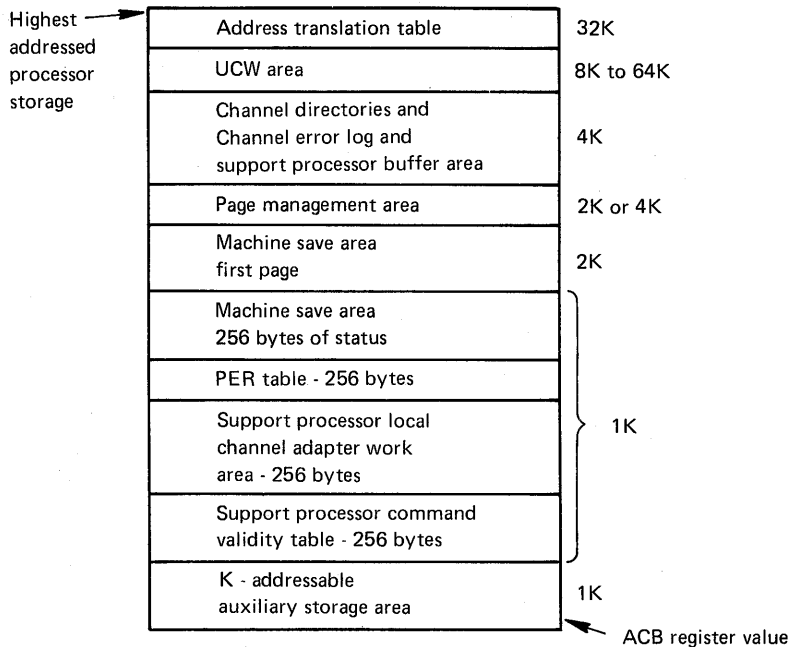 Highest
addressed
processor
storage
Address translation table
32K
UCW area
8K to 64K
Channel directories and
Channel error log and
support processor buffer area
4K
Page management area
2K or 4K
Machine save area
first page
2K
Machine save area
256 bytes of status
PER table - 256 bytes
Support processor local
channel adapter work
area - 256 bytes
Support processor command
validity table - 256 bytes
1K
K - addressable
auxiliary storage area
1K
ACB register value